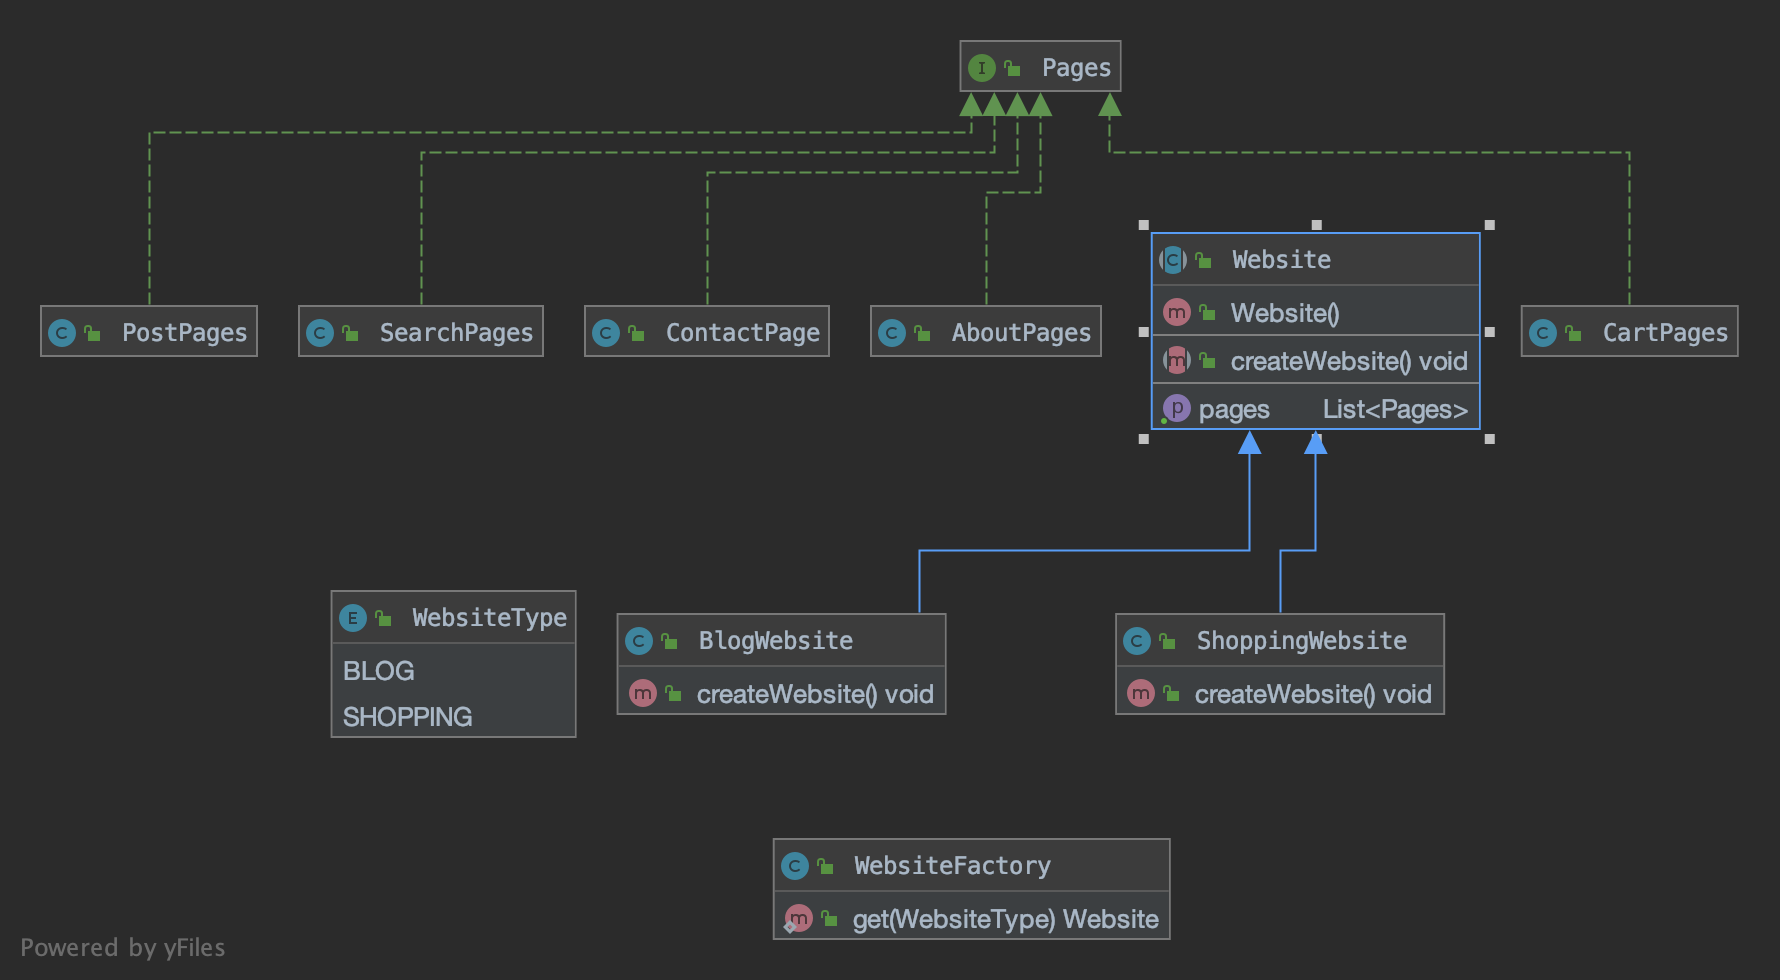 I Pages
C PostPages
C SearchPages
C ContactPage
C AboutPages
C Website
m Website()
m createWebsite() void
p pages List<Pages>
C CartPages
E WebsiteType
BLOG
SHOPPING
C BlogWebsite
m createWebsite() void
C ShoppingWebsite
m createWebsite() void
C WebsiteFactory
m get(WebsiteType) Website
Powered by yFiles